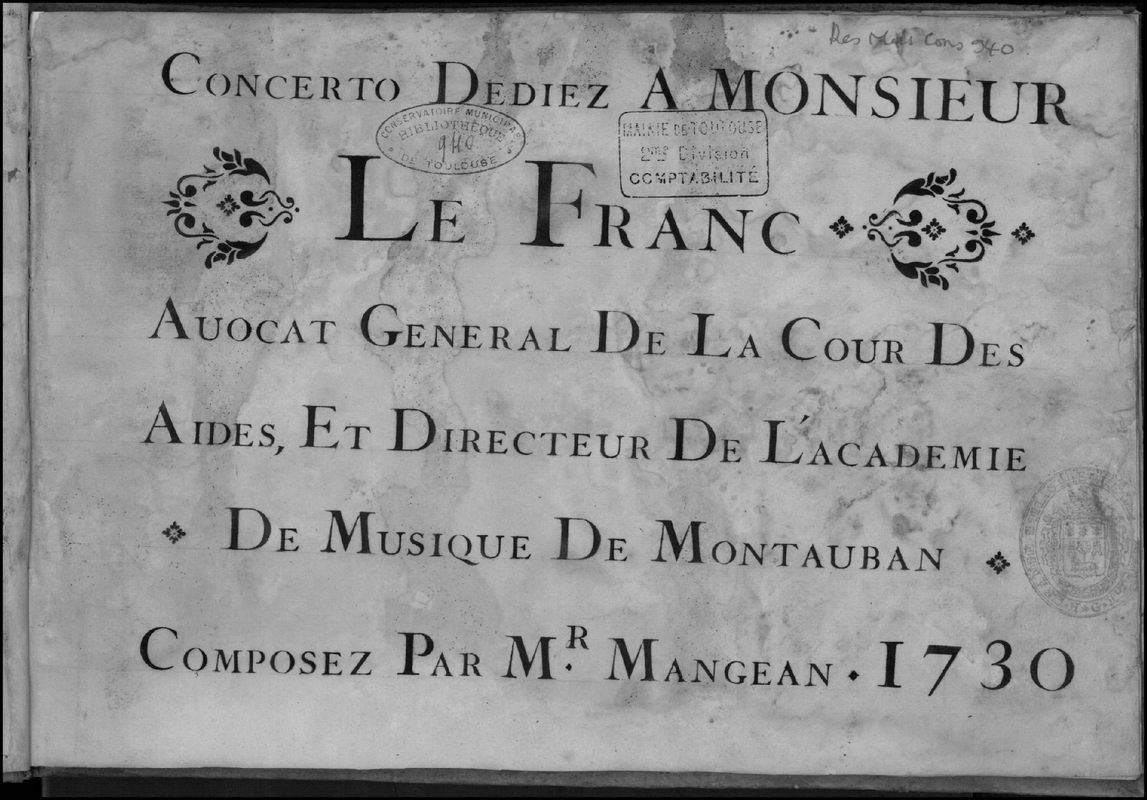 Res Mus Cons 940
CONCERTO DEDIEZ A MONSIEUR
CONSERVATOIRE MUNICIPAL
BIBLIOTHÈQUE
940
DE TOULOUSE
MAIRIE DE TOULOUSE
2me Division
COMPTABILITÉ
LE FRANC
AUOCAT GENERAL DE LA COUR DES
AIDES, ET DIRECTEUR DE L'ACADEMIE
DE MUSIQUE DE MONTAUBAN
COMPOSEZ PAR MR. MANGEAN · 1730